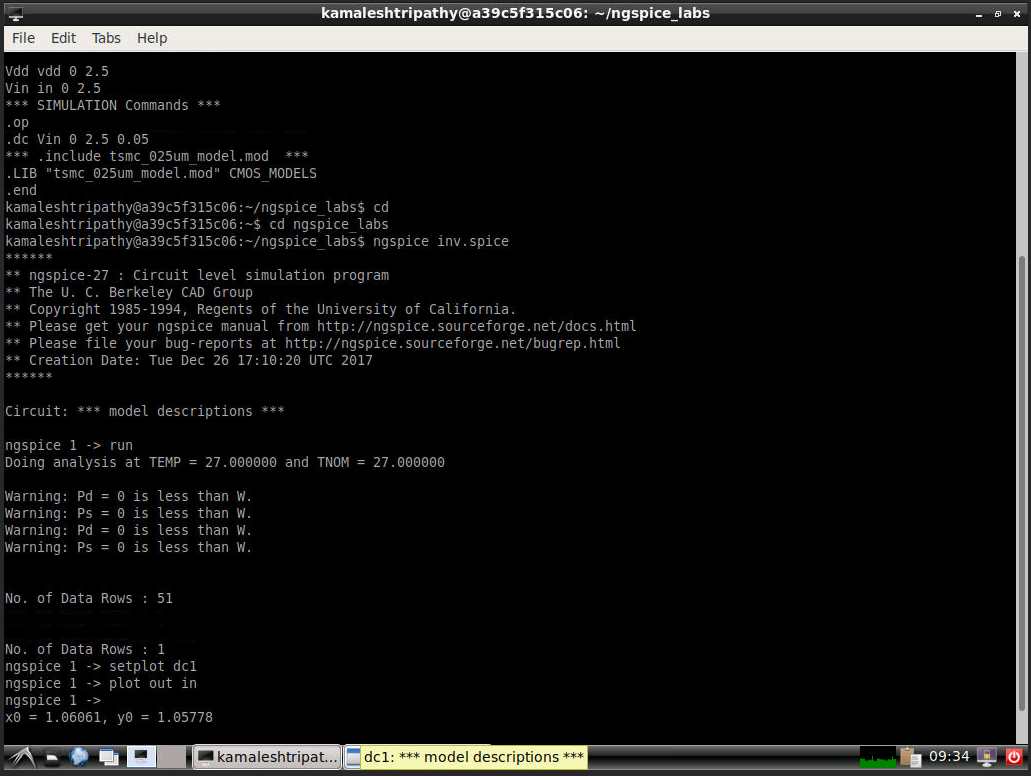 kamaleshtripathy@a39c5f315c06: ~/ngspice_labs
File Edit Tabs Help
Vdd vdd 0 2.5
Vin in 0 2.5
*** SIMULATION Commands ***
.op
.dc Vin 0 2.5 0.05
*** .include tsmc_025um_model.mod  ***
.LIB "tsmc_025um_model.mod" CMOS_MODELS
.end
kamaleshtripathy@a39c5f315c06:~/ngspice_labs$ cd
kamaleshtripathy@a39c5f315c06:~$ cd ngspice_labs
kamaleshtripathy@a39c5f315c06:~/ngspice_labs$ ngspice inv.spice
******
** ngspice-27 : Circuit level simulation program
** The U. C. Berkeley CAD Group
** Copyright 1985-1994, Regents of the University of California.
** Please get your ngspice manual from http://ngspice.sourceforge.net/docs.html
** Please file your bug-reports at http://ngspice.sourceforge.net/bugrep.html
** Creation Date: Tue Dec 26 17:10:20 UTC 2017
******
Circuit: *** model descriptions ***
ngspice 1 -> run
Doing analysis at TEMP = 27.000000 and TNOM = 27.000000
Warning: Pd = 0 is less than W.
Warning: Ps = 0 is less than W.
Warning: Pd = 0 is less than W.
Warning: Ps = 0 is less than W.
No. of Data Rows : 51
No. of Data Rows : 1
ngspice 1 -> setplot dc1
ngspice 1 -> plot out in
ngspice 1 ->
x0 = 1.06061, y0 = 1.05778
kamaleshtripat... dc1: *** model descriptions *** 09:34